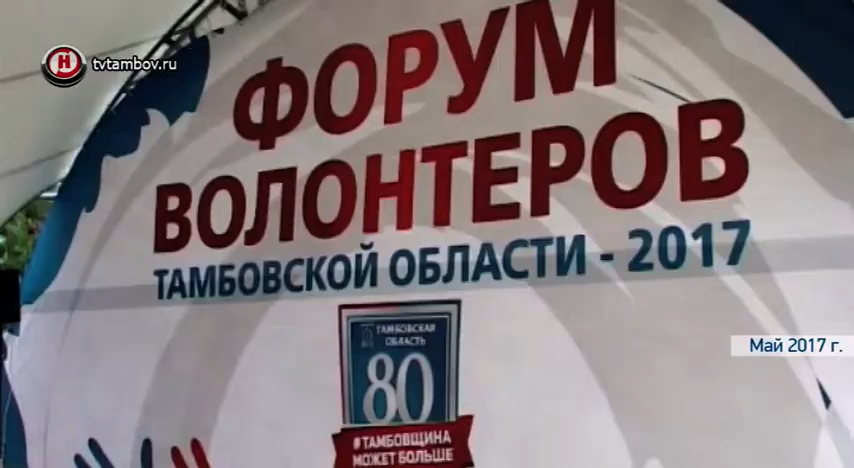 Н tvtambov.ru
ФОРУМ
ВОЛОНТЕРОВ
ТАМБОВСКОЙ ОБЛАСТИ - 2017
ТАМБОВСКАЯ
ОБЛАСТЬ
80
Май 2017 г.
#ТАМБОВЩИНА
МОЖЕТ БОЛЬШЕ